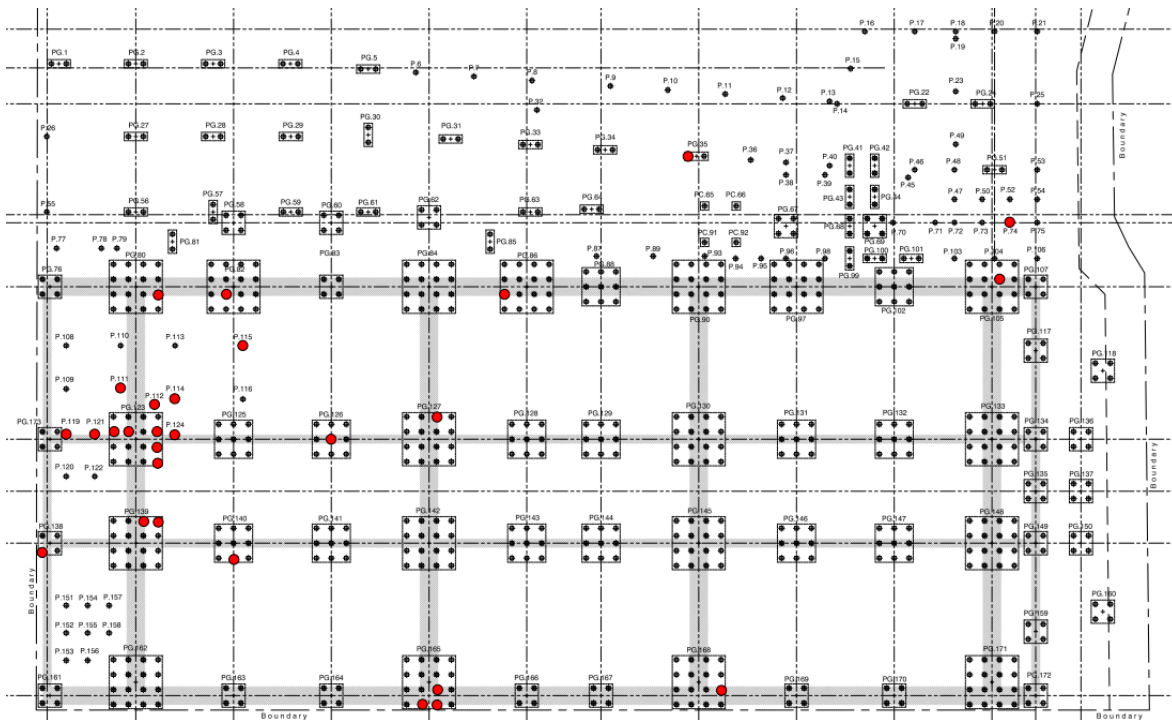 P.16 P.17 P.18 P.20 P.21
P.19
PG.1 PG.2 PG.3 PG.4 PG.5 P.6 P.7 P.8 P.9 P.10 P.11 P.12 P.13 P.14 P.15
PG.22 P.23 PG.24 P.25
P.26 PG.27 PG.28 PG.29 PG.30 PG.31 P.32 PG.33 PG.34 PG.35 P.36 P.37 P.38 P.39 P.40 PG.41 PG.42
PG.43 P.45 P.46 P.47 P.48 P.49 P.50 PG.51 P.52 P.53 P.54
P.55 PG.56 PG.57 PG.58 PG.59 PG.60 PG.61 PG.62 PG.63 PG.64 PC.65 PC.66 PG.67 PG.68 PG.69 P.70 P.71 P.72 P.73 P.74 P.75
Boundary
PG.76 P.77 P.78 P.79 PG.80 PG.81 PG.82 PG.83 PG.84 PG.85 PG.86 P.87 PG.88 P.89 PG.90 PC.91 PC.92 P.93 P.94 P.95 P.96 PG.97 P.98 PG.99 PG.100 PG.101 PG.102 P.103 P.104 PG.105 P.106 PG.107
P.108 P.109 P.110 P.111 P.112 P.113 P.114 P.115 P.116 PG.117 PG.118
PG.173 P.119 P.120 P.121 P.122 PG.123 P.124 PG.125 PG.126 PG.127 PG.128 PG.129 PG.130 PG.131 PG.132 PG.133 PG.134 PG.136
PG.135 PG.137
Boundary
PG.138 PG.139 PG.140 PG.141 PG.142 PG.143 PG.144 PG.145 PG.146 PG.147 PG.148 PG.149 PG.150
Boundary
P.151 P.154 P.157
P.152 P.155 P.158
P.153 P.156
PG.159 PG.160
PG.161 PG.162 PG.163 PG.164 PG.165 PG.166 PG.167 PG.168 PG.169 PG.170 PG.171 PG.172
Boundary Boundary Boundary